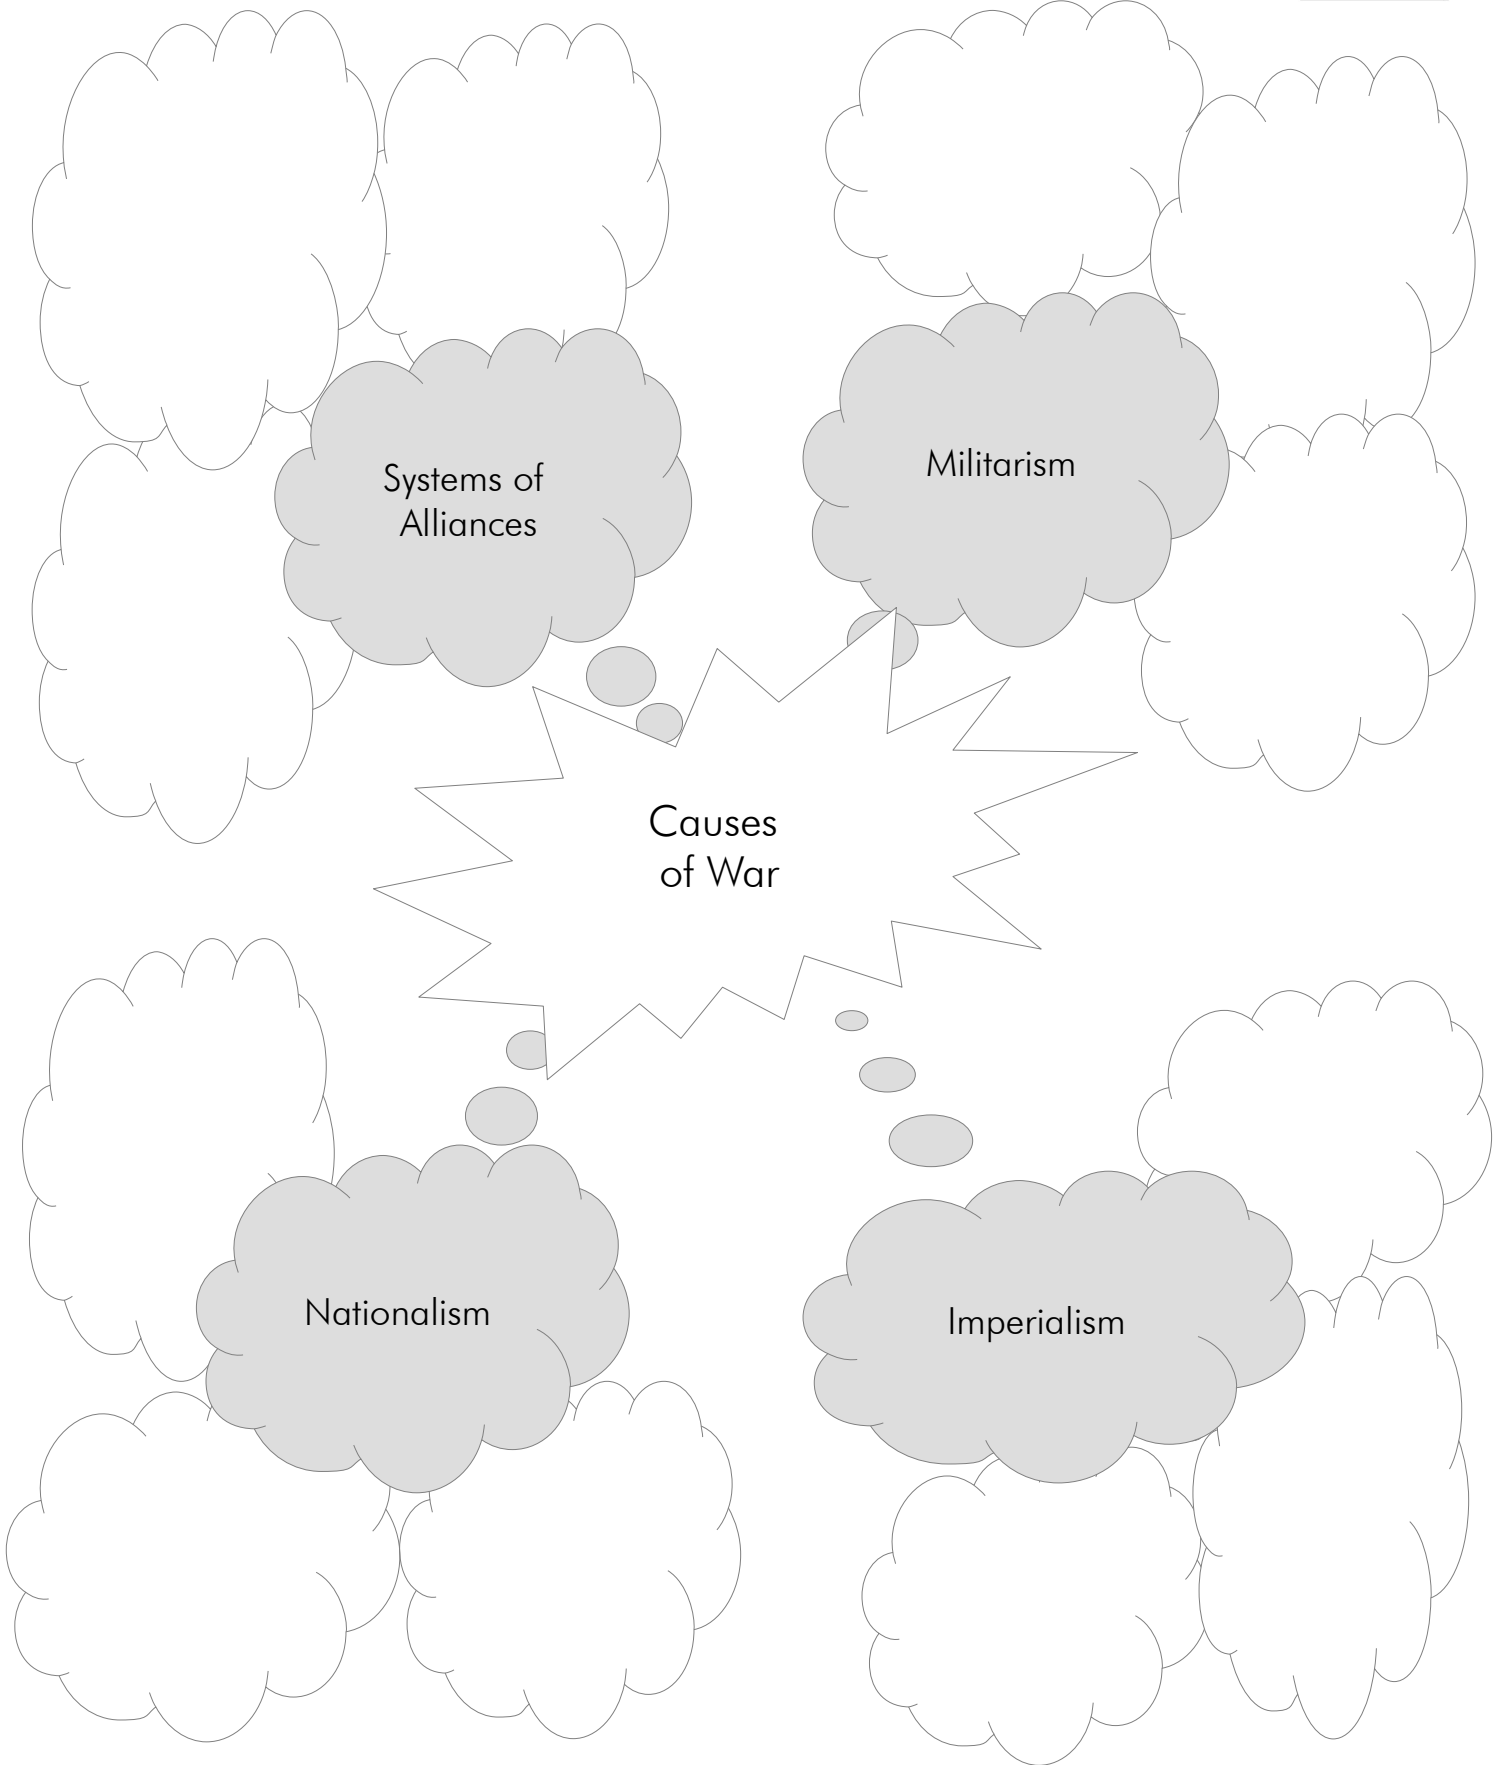 Systems of
Alliances
Militarism
Causes
of War
Nationalism
Imperialism